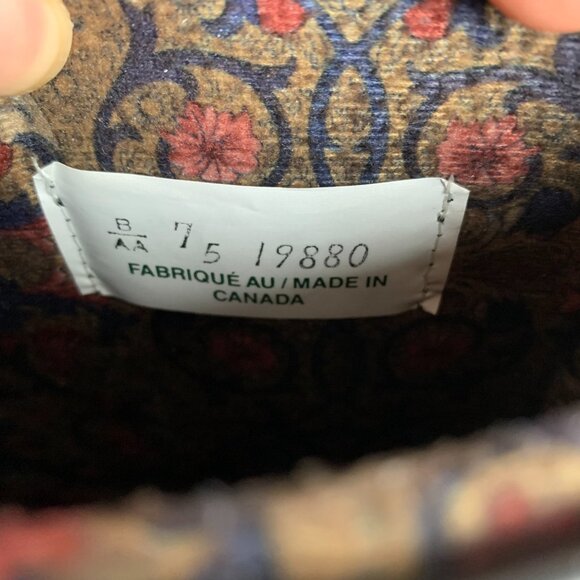 B/AA 7 5 19880
FABRIQUÉ AU / MADE IN
CANADA